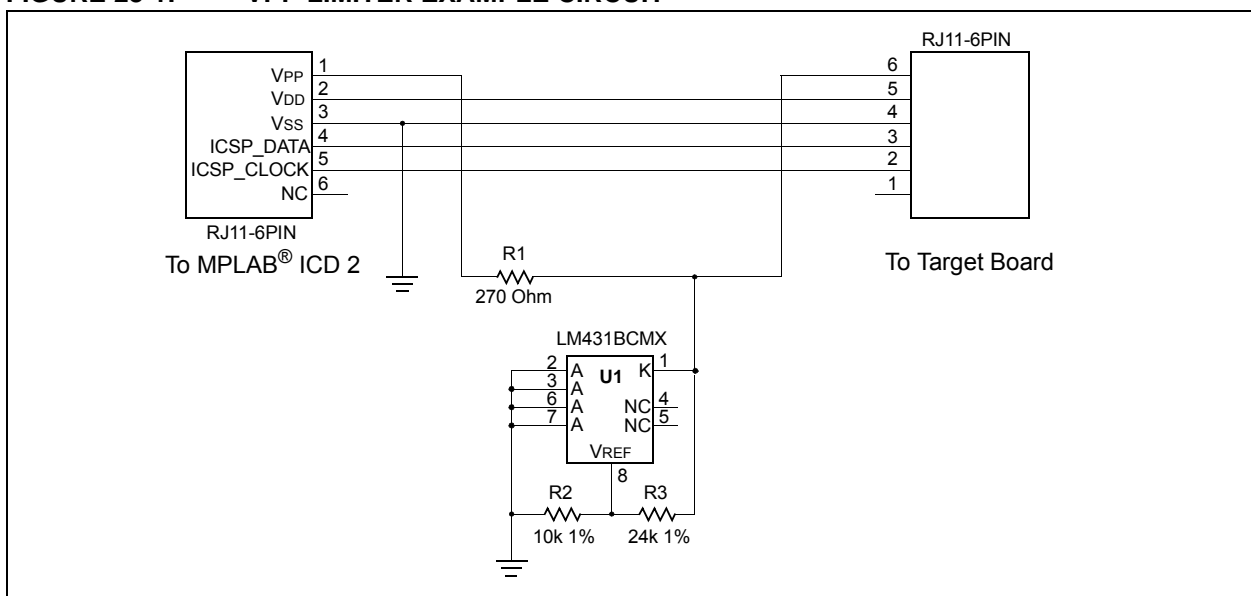 FIGURE VPP LIMITER EXAMPLE CIRCUIT
RJ11-6PIN
VPP 1
VDD 2
VSS 3
ICSP_DATA 4
ICSP_CLOCK 5
NC 6
RJ11-6PIN
To MPLAB® ICD 2
6
5
4
3
2
1
To Target Board
R1
270 Ohm
LM431BCMX
2 A U1 K 1
3 A
6 A NC 4
7 A NC 5
VREF
8
R2 R3
10k 1% 24k 1%